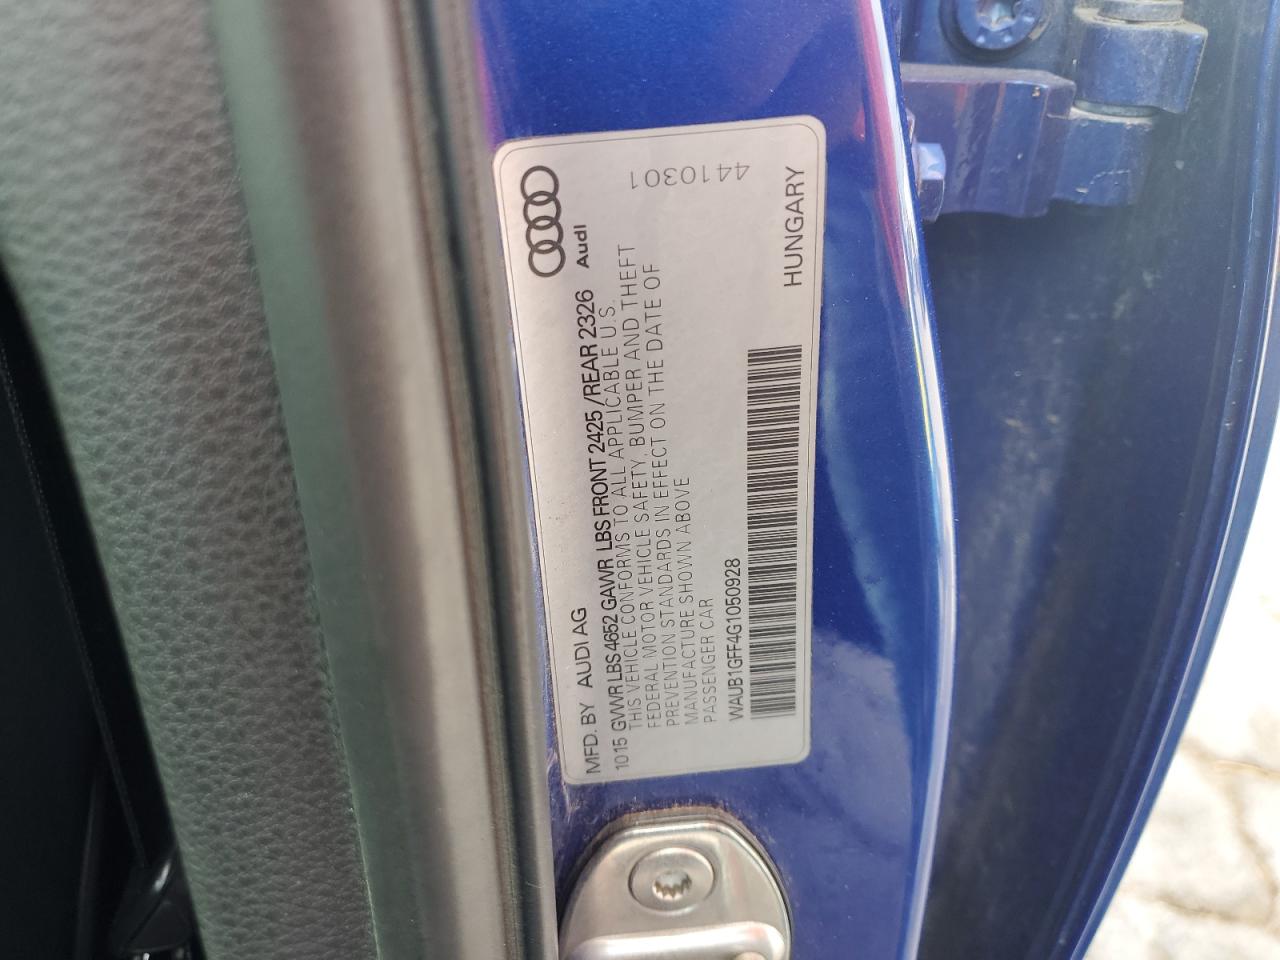 Audi
4410301
MFD. BY AUDI AG
1015 GVWR LBS 4652 GAWR LBS FRONT 2425 /REAR 2326
THIS VEHICLE CONFORMS TO ALL APPLICABLE U.S.
FEDERAL MOTOR VEHICLE SAFETY, BUMPER AND THEFT
PREVENTION STANDARDS IN EFFECT ON THE DATE OF
MANUFACTURE SHOWN ABOVE
PASSENGER CAR
WAUB1GFF4G1050928
HUNGARY